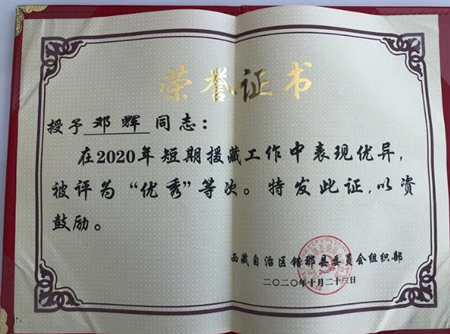 荣誉证书
授予 邓辉 同志：
在2020年短期援藏工作中表现优异，
被评为“优秀”等次。特发此证，以资
鼓励。
西藏自治区错那县委员会组织部
二〇二〇年十月二十三日